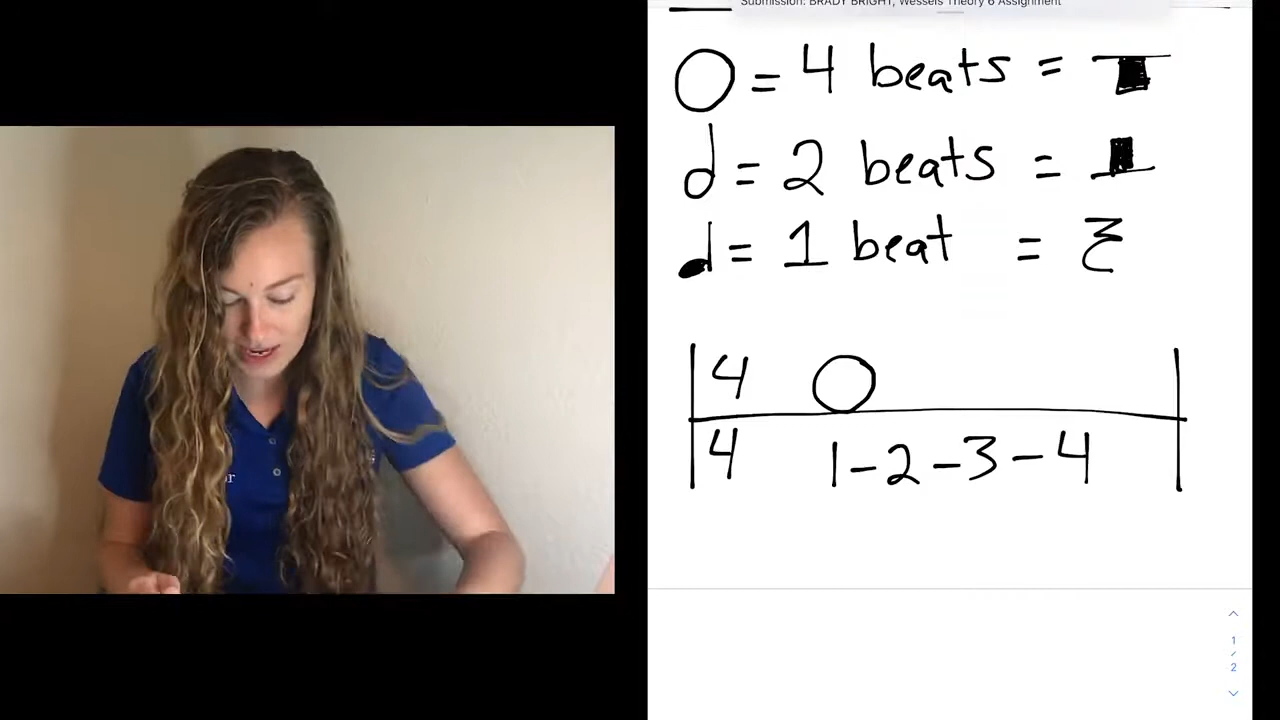 Submission: BRADY BRIGHT, Wessels Theory 6 Assignment
= 4 beats =
= 2 beats =
= 1 beat =
4
4 1-2-3-4
1
/
2
or